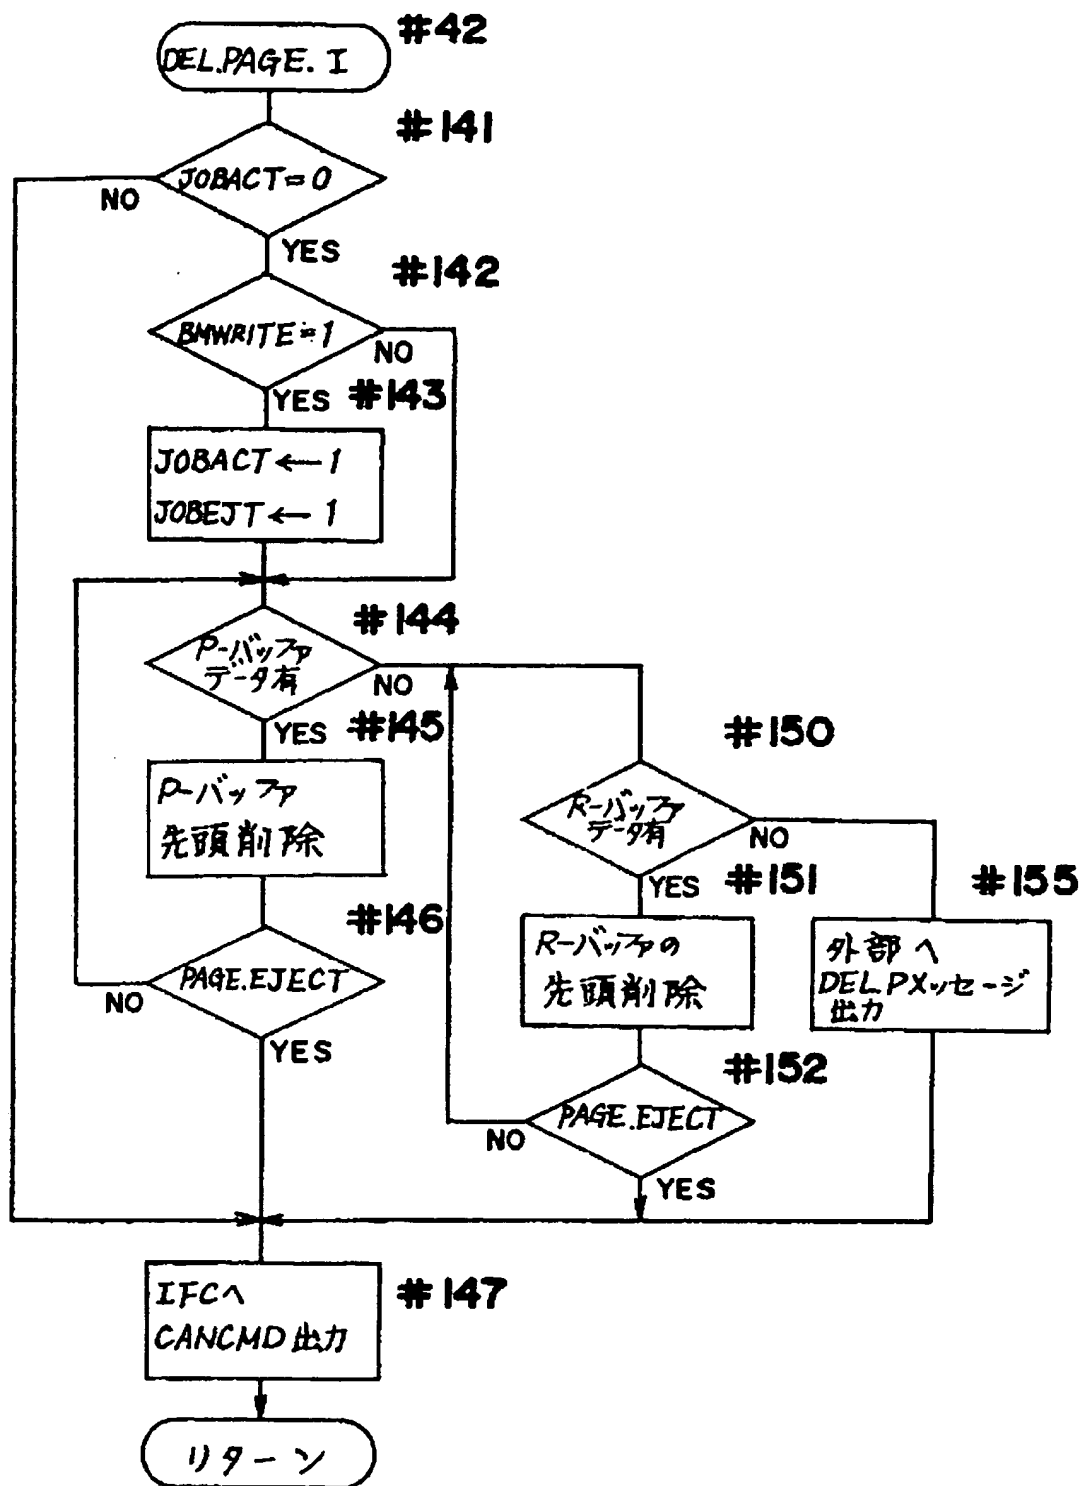 #42
DEL.PAGE. I
#141
JOBACT=0
NO
YES
#142
BMWRITE=1
NO
YES
#143
JOBACT ← 1
JOBEJT ← 1
#144
P-バッファ
データ有
NO
YES
#145
P-バッファ
先頭削除
#146
PAGE.EJECT
NO
YES
#150
R-バッファ
データ有
NO
YES
#151
R-バッファの
先頭削除
#152
PAGE.EJECT
NO
YES
#155
外部へ
DEL.Pメッセージ
出力
#147
IFCへ
CANCMD出力
リターン